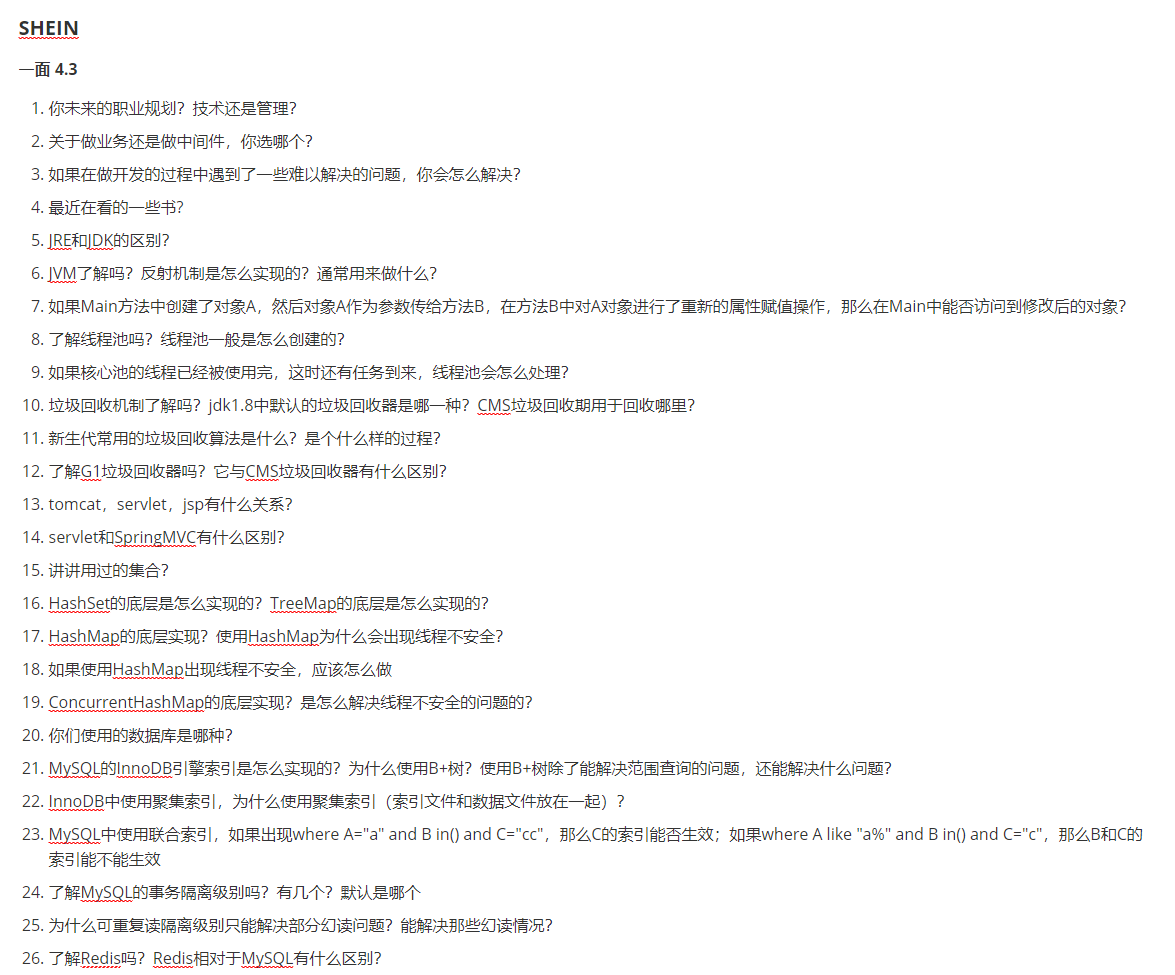 SHEIN
一面 4.3
1. 你未来的职业规划？技术还是管理？
2. 关于做业务还是做中间件，你选哪个？
3. 如果在做开发的过程中遇到了一些难以解决的问题，你会怎么解决？
4. 最近在看的一些书？
5. JRE和JDK的区别？
6. JVM了解吗？反射机制是怎么实现的？通常用来做什么？
7. 如果Main方法中创建了对象A，然后对象A作为参数传给方法B，在方法B中对A对象进行了重新的属性赋值操作，那么在Main中能否访问到修改后的对象？
8. 了解线程池吗？线程池一般是怎么创建的？
9. 如果核心池的线程已经被使用完，这时还有任务到来，线程池会怎么处理？
10. 垃圾回收机制了解吗？jdk1.8中默认的垃圾回收器是哪一种？CMS垃圾回收期用于回收哪里？
11. 新生代常用的垃圾回收算法是什么？是个什么样的过程？
12. 了解G1垃圾回收器吗？它与CMS垃圾回收器有什么区别？
13. tomcat，servlet，jsp有什么关系？
14. servlet和SpringMVC有什么区别？
15. 讲讲用过的集合？
16. HashSet的底层是怎么实现的？TreeMap的底层是怎么实现的？
17. HashMap的底层实现？使用HashMap为什么会出现线程不安全？
18. 如果使用HashMap出现线程不安全，应该怎么做
19. ConcurrentHashMap的底层实现？是怎么解决线程不安全的问题的？
20. 你们使用的数据库是哪种？
21. MySQL的InnoDB引擎索引是怎么实现的？为什么使用B+树？使用B+树除了能解决范围查询的问题，还能解决什么问题？
22. InnoDB中使用聚集索引，为什么使用聚集索引（索引文件和数据文件放在一起）？
23. MySQL中使用联合索引，如果出现where A="a" and B in() and C="cc"，那么C的索引能否生效；如果where A like "a%" and B in() and C="c"，那么B和C的
索引能不能生效
24. 了解MySQL的事务隔离级别吗？有几个？默认是哪个
25. 为什么可重复读隔离级别只能解决部分幻读问题？能解决那些幻读情况？
26. 了解Redis吗？Redis相对于MySQL有什么区别？